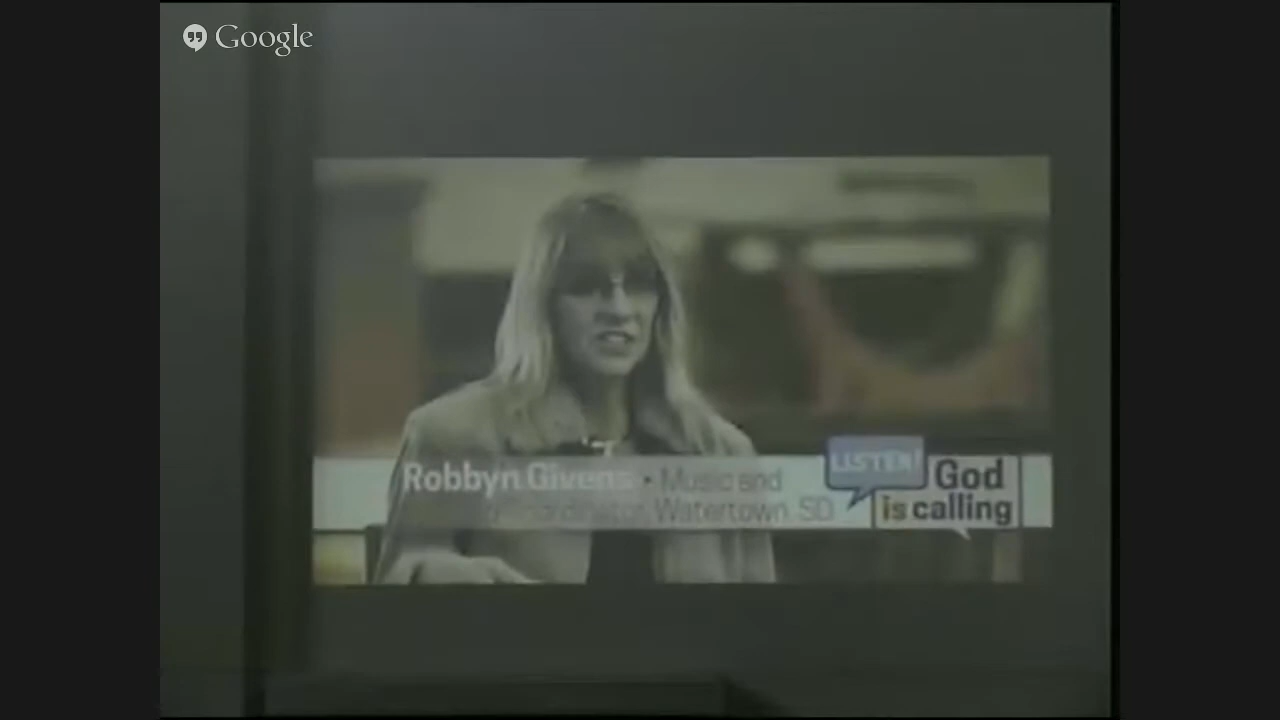 Google
Robbyn Givens • Music and
Watertown, SD
LISTEN!
God
is calling